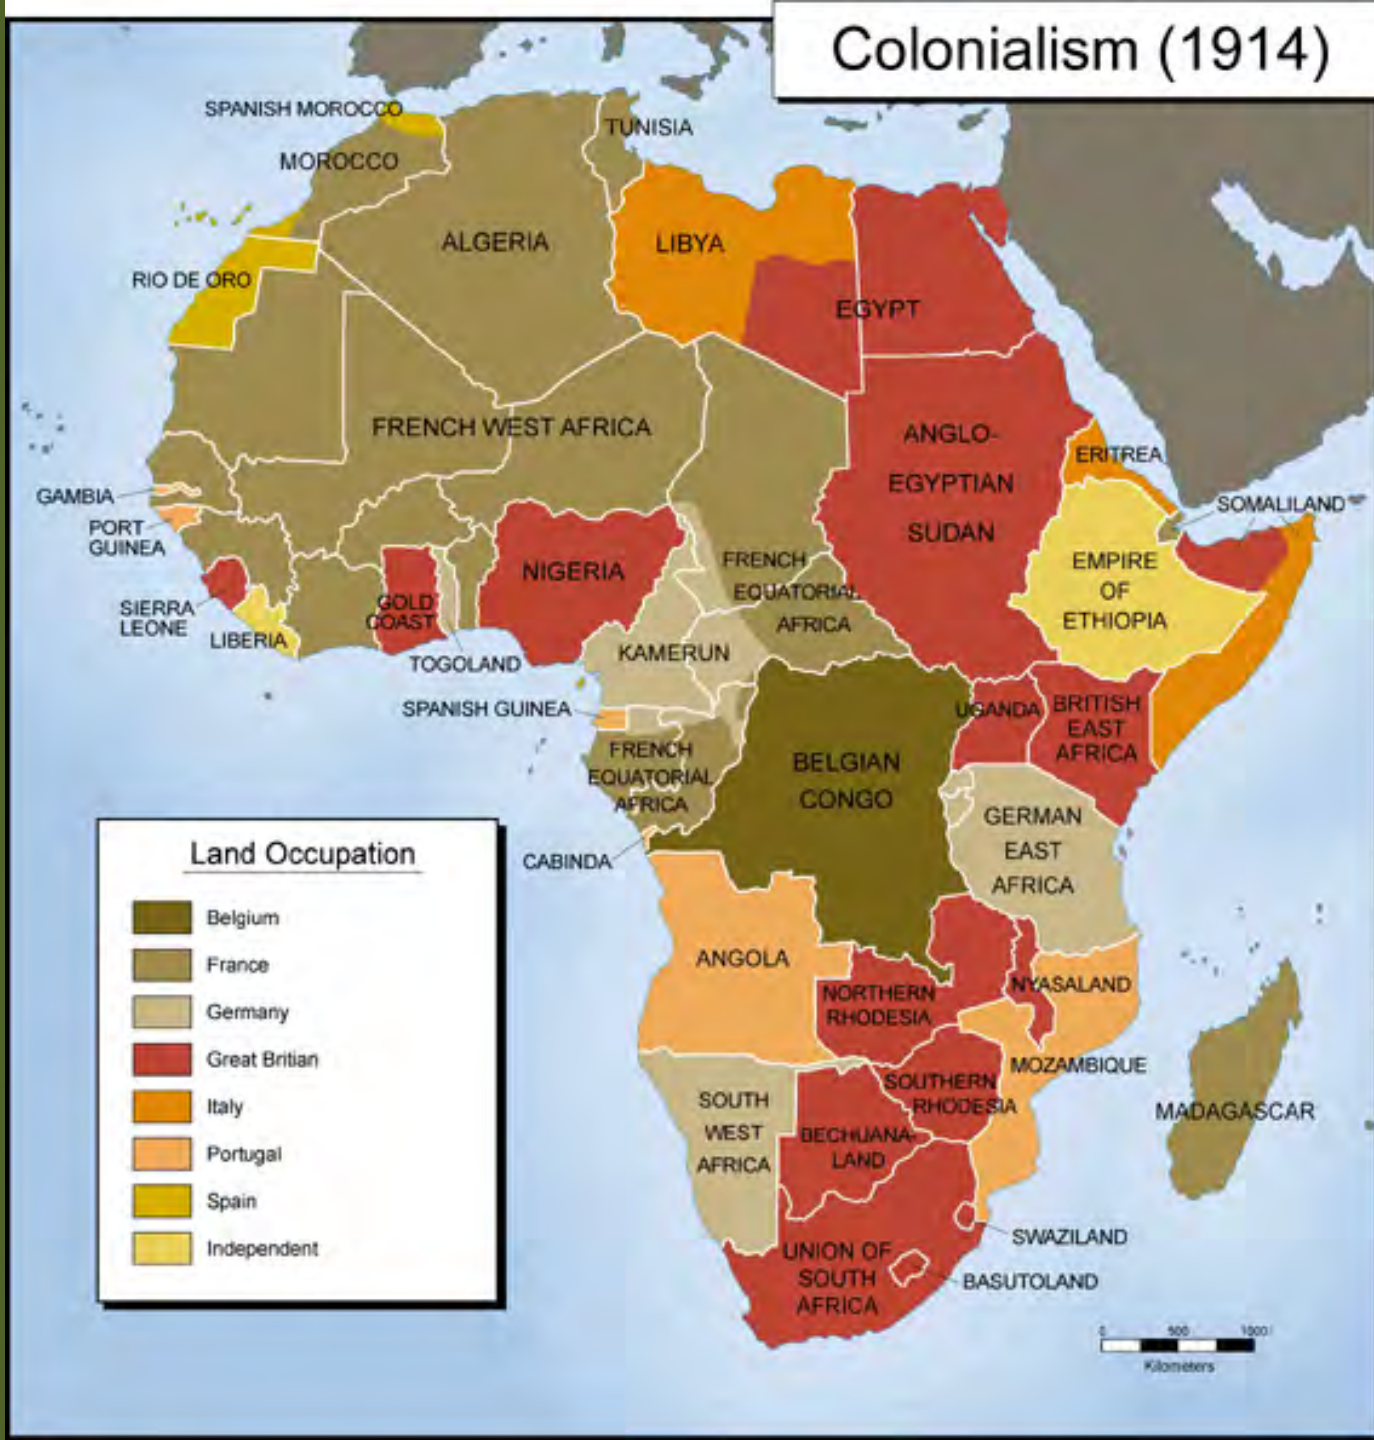 Colonialism (1914)
SPANISH MOROCCO
TUNISIA
MOROCCO
ALGERIA
LIBYA
RIO DE ORO
EGYPT
FRENCH WEST AFRICA
ANGLO-
EGYPTIAN
SUDAN
ERITREA
GAMBIA
SOMALILAND
PORT
GUINEA
NIGERIA
FRENCH
EQUATORIAL
AFRICA
EMPIRE
OF
ETHIOPIA
SIERRA
LEONE
GOLD
COAST
LIBERIA
TOGOLAND
KAMERUN
SPANISH GUINEA
UGANDA
BRITISH
EAST
AFRICA
FRENCH
EQUATORIAL
AFRICA
BELGIAN
CONGO
GERMAN
EAST
AFRICA
CABINDA
Land Occupation
Belgium
France
Germany
Great Britian
Italy
Portugal
Spain
Independent
ANGOLA
NORTHERN
RHODESIA
NYASALAND
MOZAMBIQUE
SOUTHERN
RHODESIA
SOUTH
WEST
AFRICA
BECHUANA-
LAND
MADAGASCAR
SWAZILAND
UNION OF
SOUTH
AFRICA
BASUTOLAND
0 500 1000
Kilometers